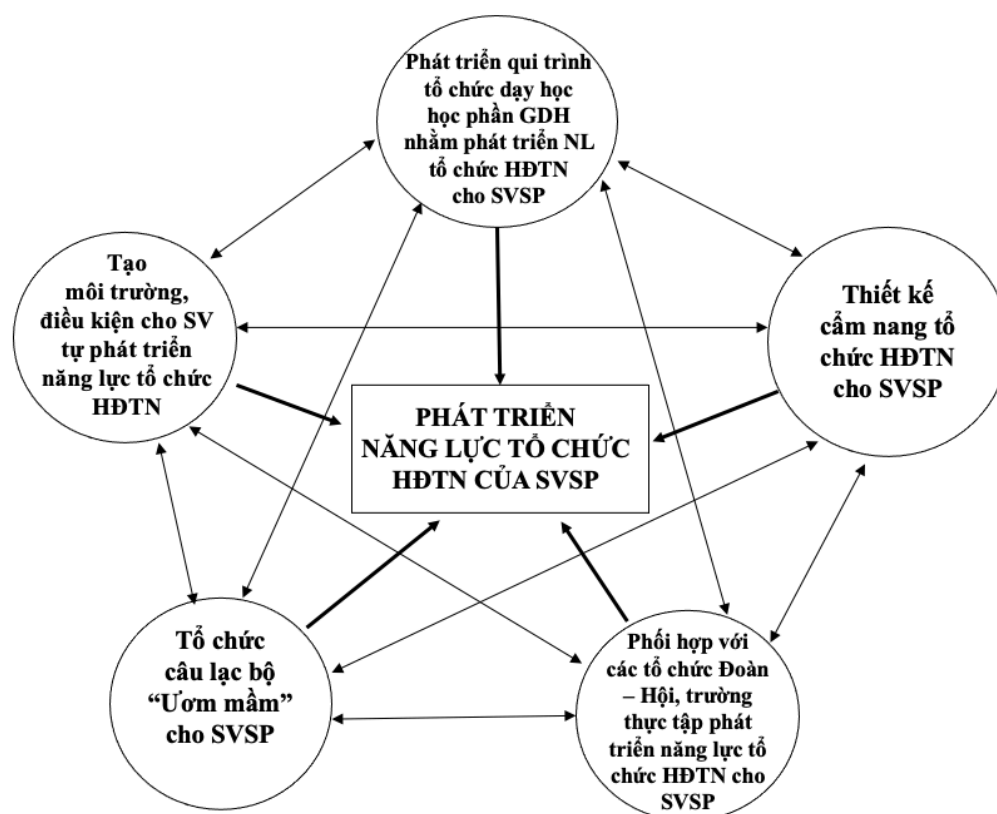 Phát triển qui trình
tổ chức dạy học
học phần GDH
nhằm phát triển NL
tổ chức HĐTN
cho SVSP
Tạo
môi trường,
điều kiện cho SV
tự phát triển
năng lực tổ chức
HĐTN
Thiết kế
cẩm nang tổ
chức HĐTN
cho SVSP
PHÁT TRIỂN
NĂNG LỰC TỔ CHỨC
HĐTN CỦA SVSP
Tổ chức
câu lạc bộ
“Ươm mầm”
cho SVSP
Phối hợp với
các tổ chức Đoàn
– Hội, trường
thực tập phát
triển năng lực tổ
chức HĐTN cho
SVSP